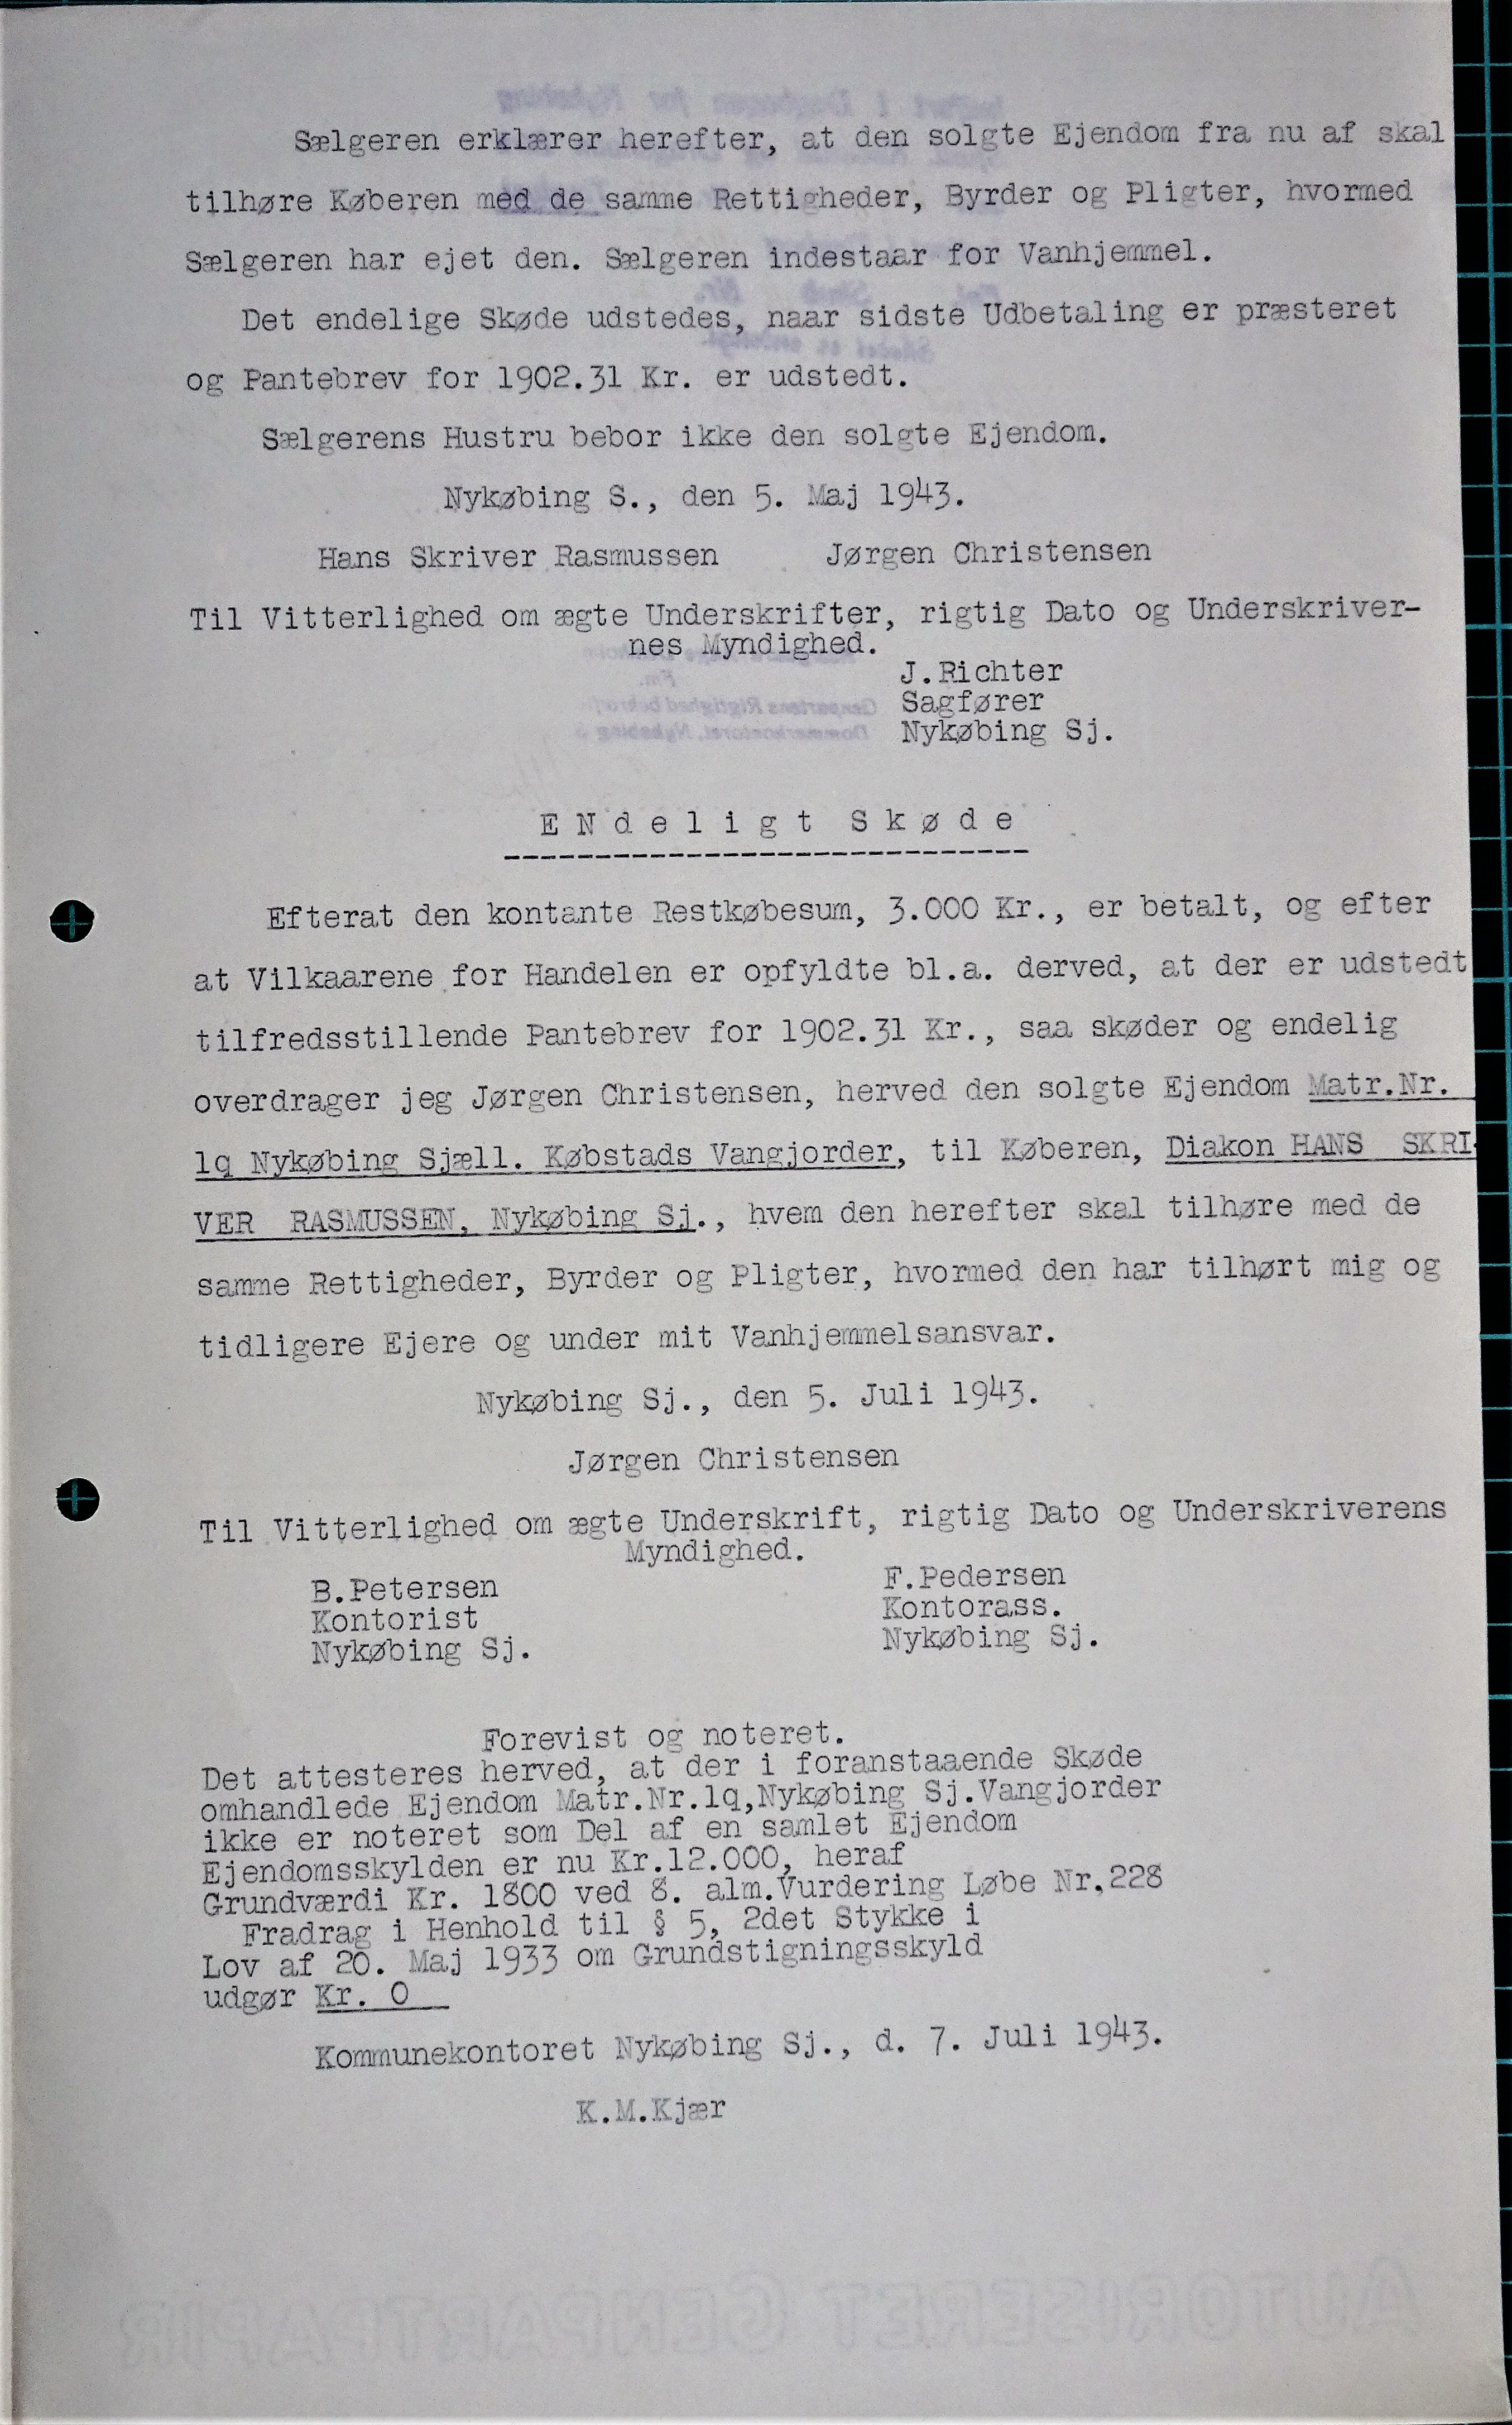 Sælgeren erklærer herefter, at den solgte Ejendom fra nu af skal
tilhøre Køberen med de samme Rettigheder, Byrder og Pligter, hvormed
Sælgeren har ejet den. Sælgeren indestaar for Vanhjemmel.
Det endelige Skøde udstedes, naar sidste Udbetaling er præsteret
og Pantebrev for 1902.31 Kr. er udstedt.
Sælgerens Hustru bebor ikke den solgte Ejendom.
Nykøbing S., den 5. Maj 1943.
Hans Skriver Rasmussen Jørgen Christensen
Til Vitterlighed om ægte Underskrifter, rigtig Dato og Underskriver-
nes Myndighed.
J.Richter
Sagfører
Nykøbing Sj.
E N d e l i g t S k ø d e
-----------------------------
Efterat den kontante Restkøbesum, 3.000 Kr., er betalt, og efter
at Vilkaarene for Handelen er opfyldte bl.a. derved, at der er udstedt
tilfredsstillende Pantebrev for 1902.31 Kr., saa skøder og endelig
overdrager jeg Jørgen Christensen, herved den solgte Ejendom Matr.Nr.
1q Nykøbing Sjæll. Købstads Vangjorder, til Køberen, Diakon HANS SKRI-
VER RASMUSSEN, Nykøbing Sj., hvem den herefter skal tilhøre med de
samme Rettigheder, Byrder og Pligter, hvormed den har tilhørt mig og
tidligere Ejere og under mit Vanhjemmelsansvar.
Nykøbing Sj., den 5. Juli 1943.
Jørgen Christensen
Til Vitterlighed om ægte Underskrift, rigtig Dato og Underskriverens
Myndighed.
B.Petersen F.Pedersen
Kontorist Kontorass.
Nykøbing Sj. Nykøbing Sj.
Forevist og noteret.
Det attesteres herved, at der i foranstaaende Skøde
omhandlede Ejendom Matr.Nr.1q,Nykøbing Sj.Vangjorder
ikke er noteret som Del af en samlet Ejendom
Ejendomsskylden er nu Kr.12.000, heraf
Grundværdi Kr. 1800 ved 8. alm.Vurdering Løbe Nr.228
Fradrag i Henhold til § 5, 2det Stykke i
Lov af 20. Maj 1933 om Grundstigningsskyld
udgør Kr. 0
Kommunekontoret Nykøbing Sj., d. 7. Juli 1943.
K.M.Kjær
AUTORISERET GENPARTPAPIR